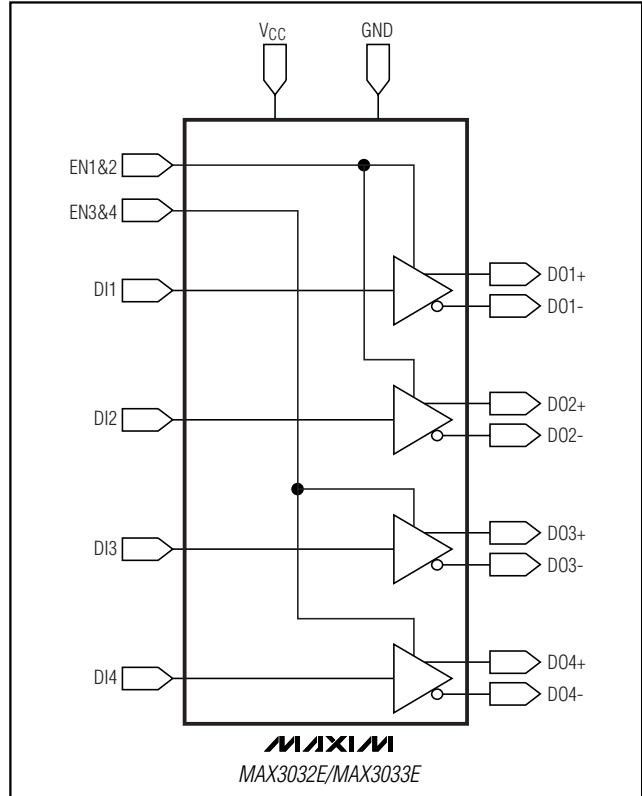 VCC
GND
EN1&2
EN3&4
DI1
DO1+
DO1-
DI2
DO2+
DO2-
DI3
DO3+
DO3-
DI4
DO4+
DO4-
MAXIM
MAX3032E/MAX3033E